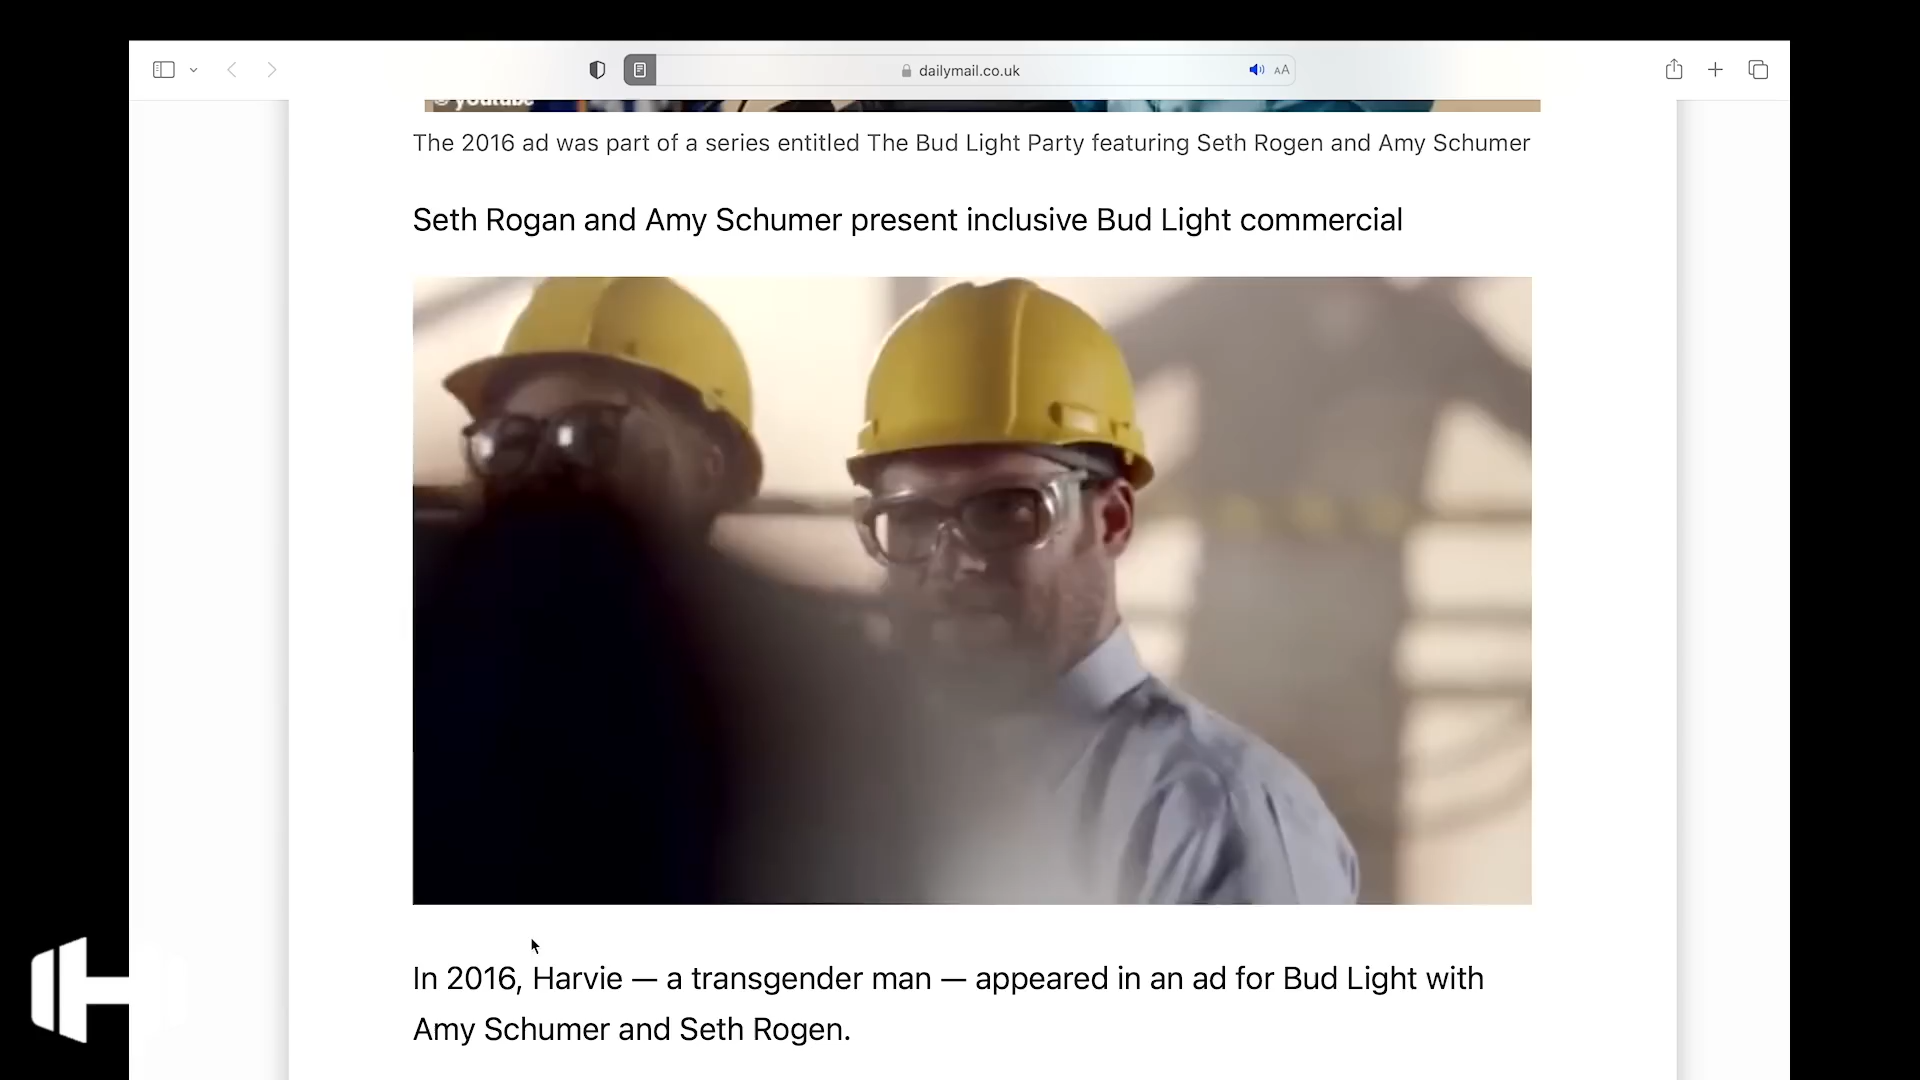 dailymail.co.uk
AA
© youtube
The 2016 ad was part of a series entitled The Bud Light Party featuring Seth Rogen and Amy Schumer
Seth Rogan and Amy Schumer present inclusive Bud Light commercial
In 2016, Harvie — a transgender man — appeared in an ad for Bud Light with
Amy Schumer and Seth Rogen.